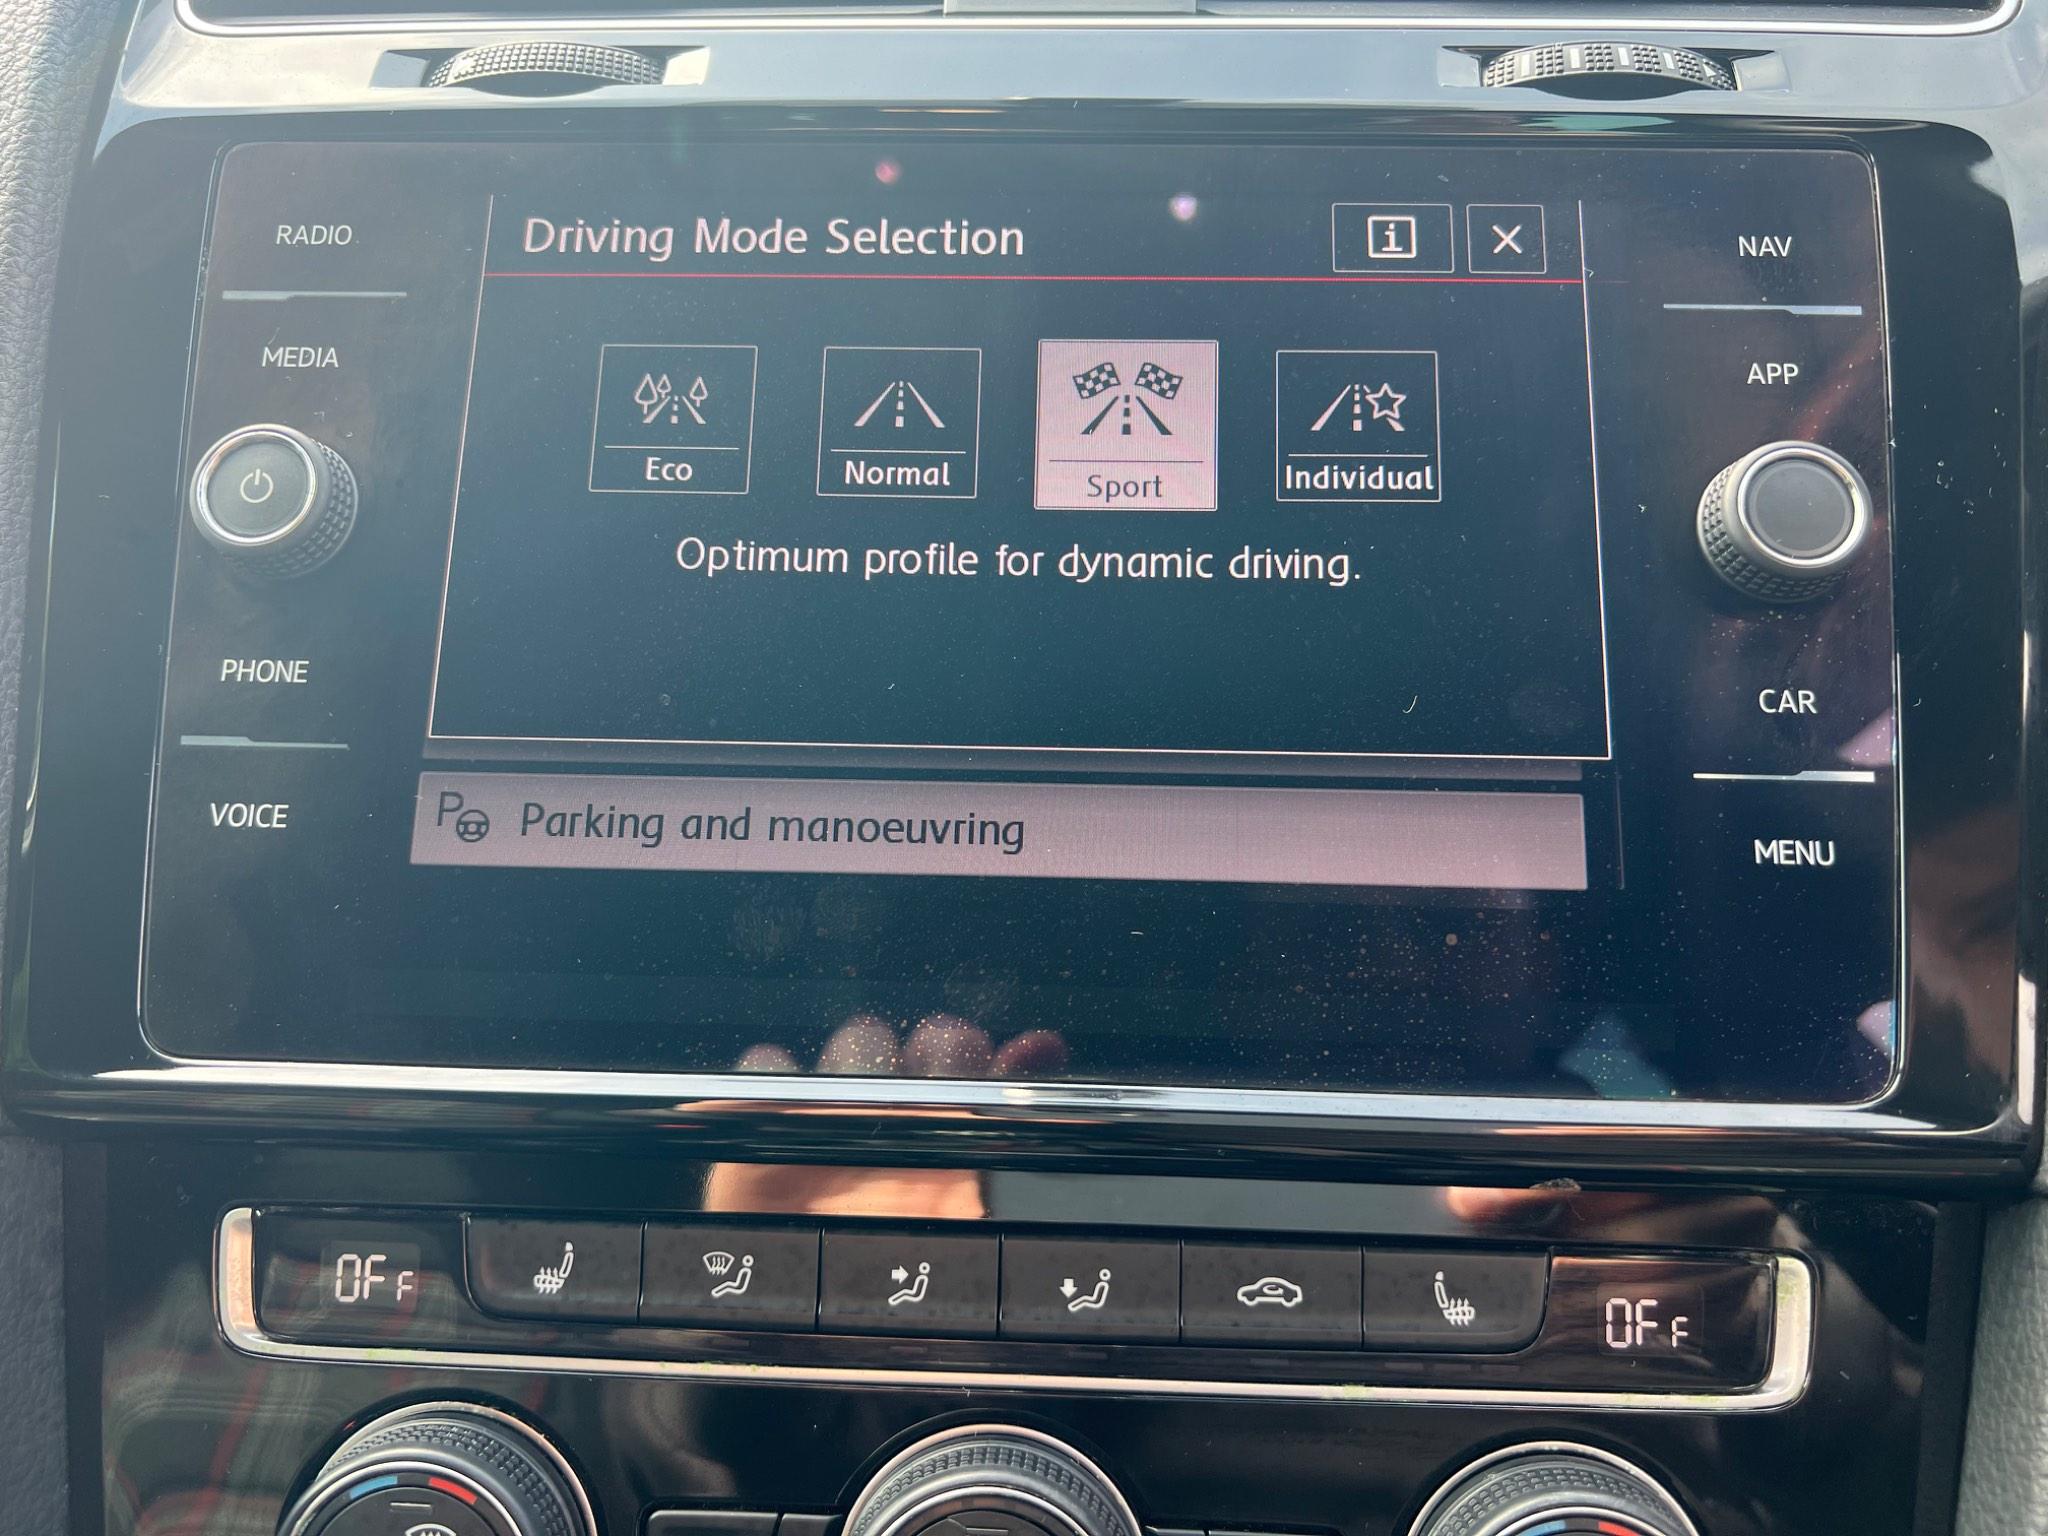 RADIO
MEDIA
PHONE
VOICE
Driving Mode Selection
i
Eco
Normal
Sport
Individual
Optimum profile for dynamic driving.
P Parking and manoeuvring
NAV
APP
CAR
MENU
OFF
OFF